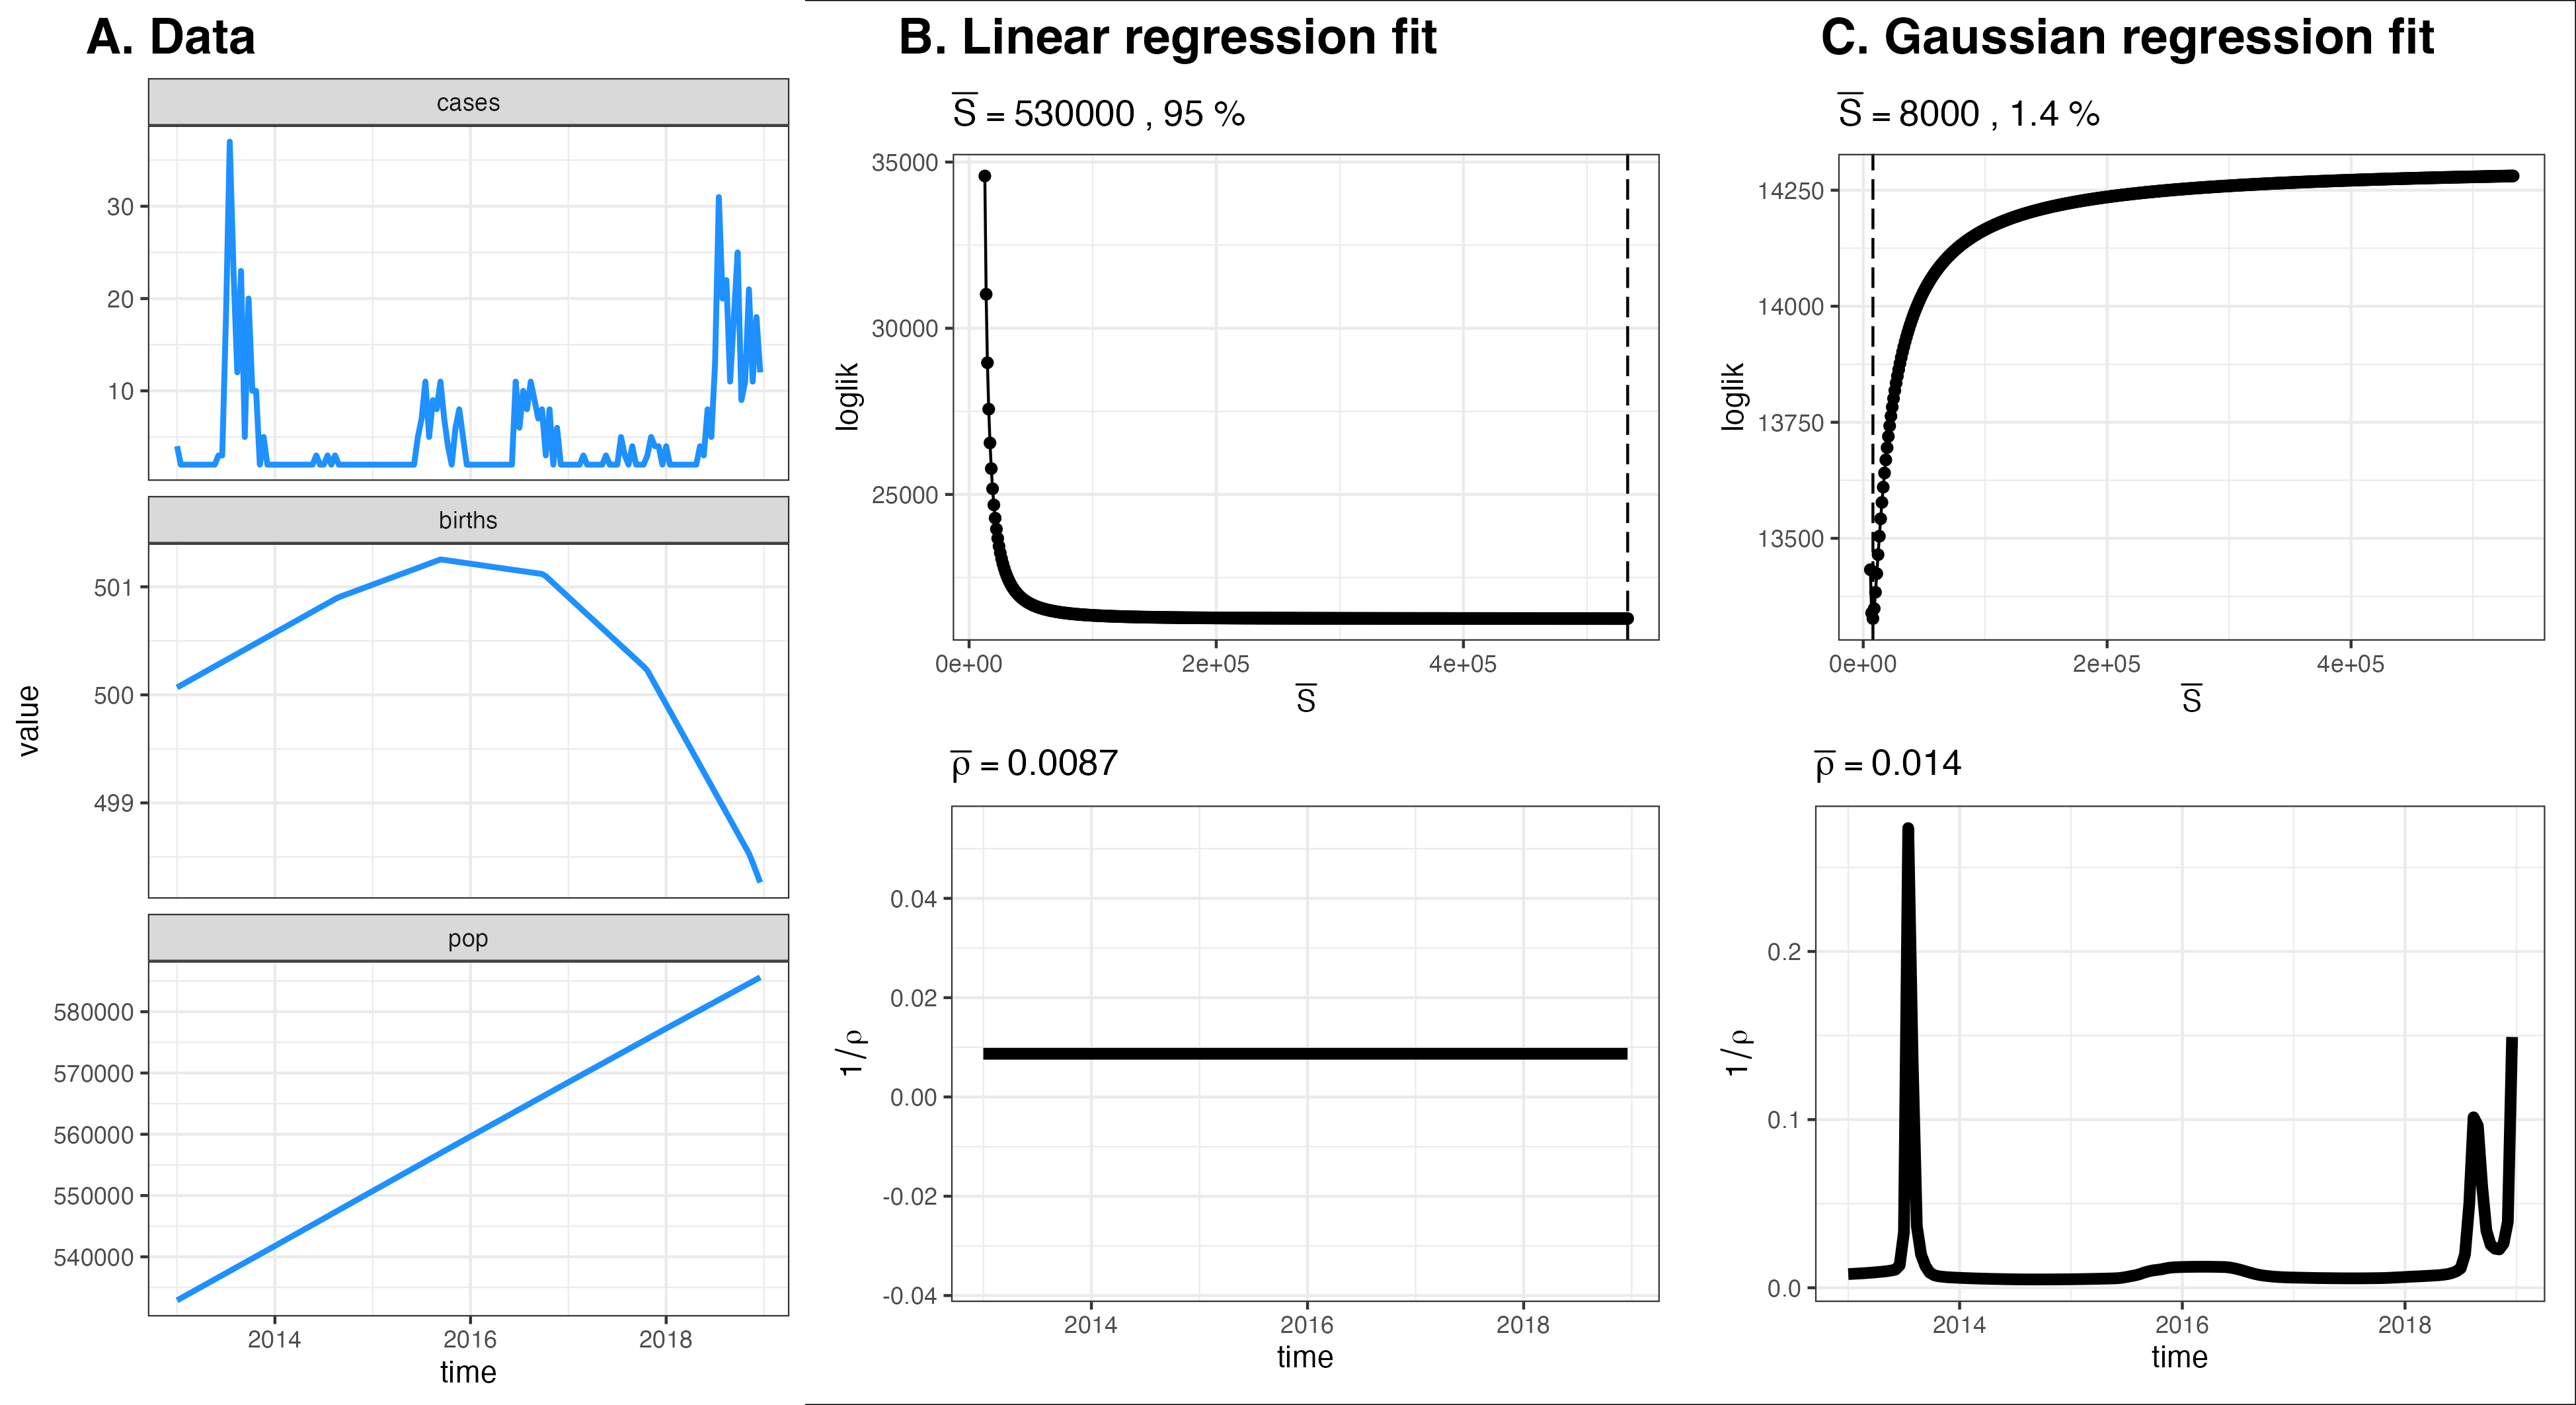 A. Data
cases
30
20
10
births
501
500
499
pop
580000
570000
560000
550000
540000
2014 2016 2018
time
value
B. Linear regression fit
S̅ = 530000 , 95 %
35000
30000
25000
loglik
0e+00 2e+05 4e+05
S̅
ρ̅ = 0.0087
0.04
0.02
0.00
-0.02
-0.04
1/ρ
2014 2016 2018
time
C. Gaussian regression fit
S̅ = 8000 , 1.4 %
14250
14000
13750
13500
loglik
0e+00 2e+05 4e+05
S̅
ρ̅ = 0.014
0.2
0.1
0.0
1/ρ
2014 2016 2018
time